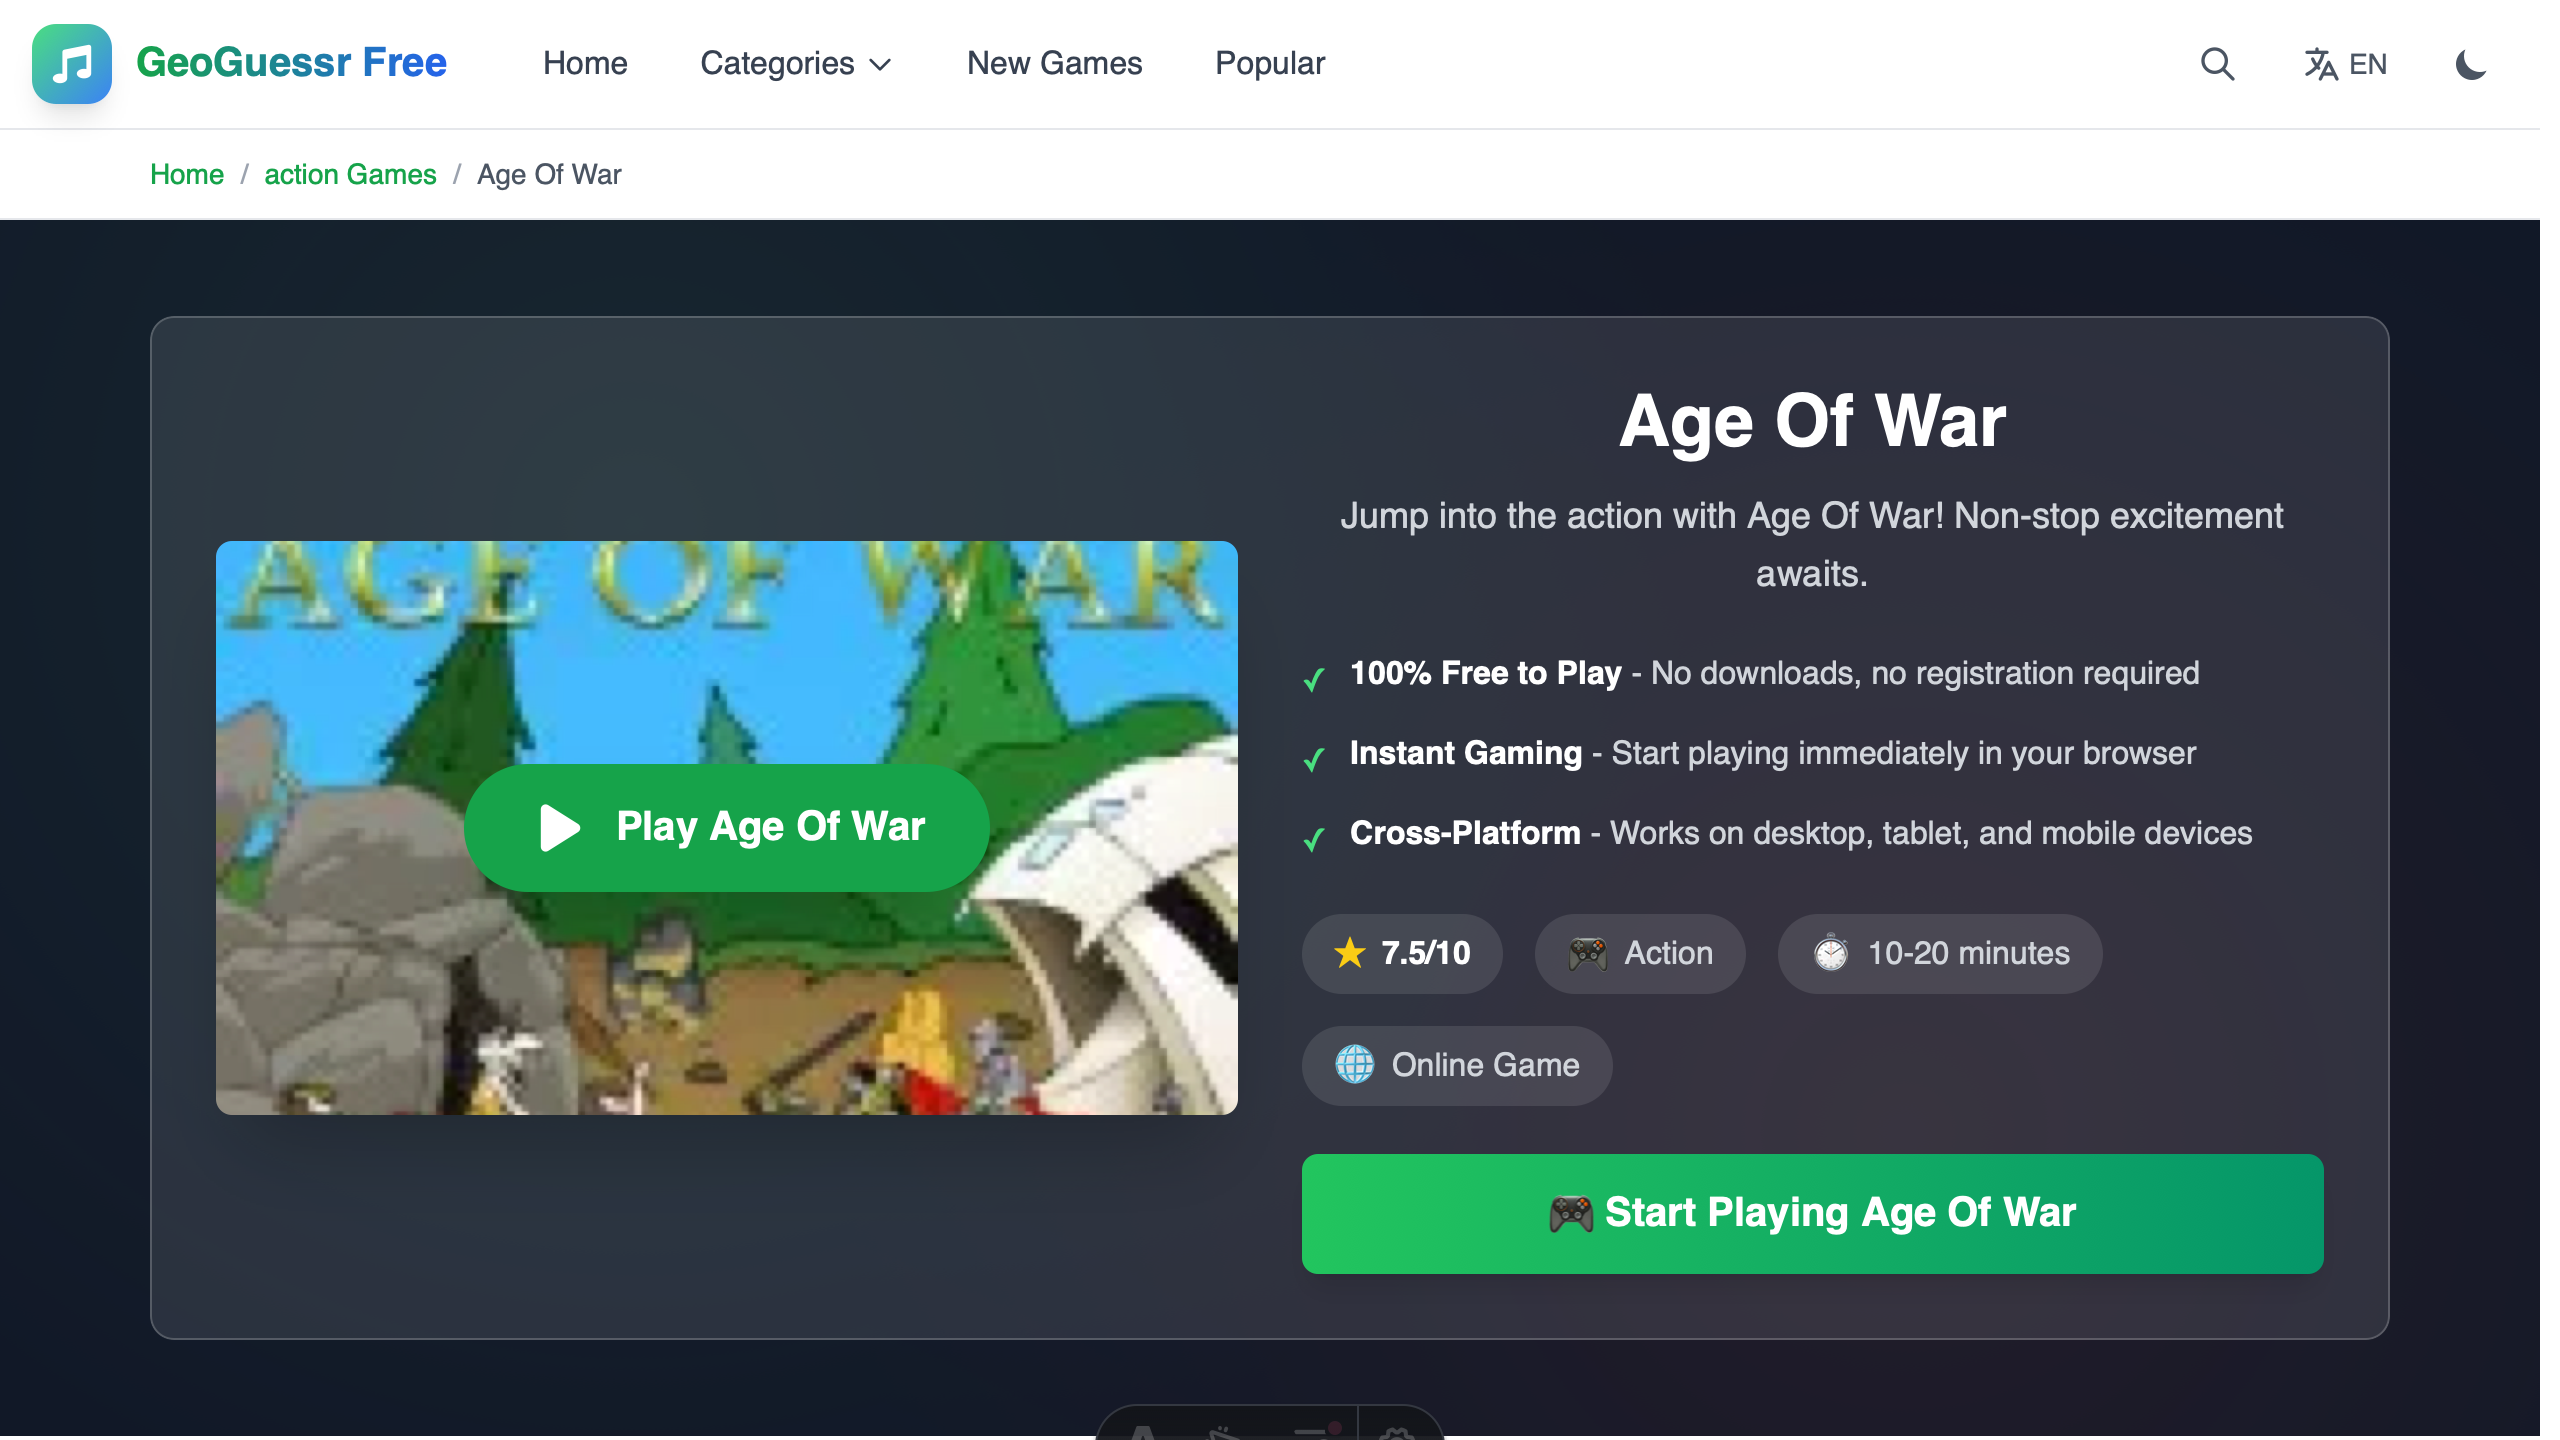 GeoGuessr Free
Home
Categories
New Games
Popular
EN
Home / action Games / Age Of War
AGE OF WAR
Play Age Of War
Age Of War
Jump into the action with Age Of War! Non-stop excitement
awaits.
✓ 100% Free to Play - No downloads, no registration required
✓ Instant Gaming - Start playing immediately in your browser
✓ Cross-Platform - Works on desktop, tablet, and mobile devices
7.5/10
Action
10-20 minutes
Online Game
Start Playing Age Of War